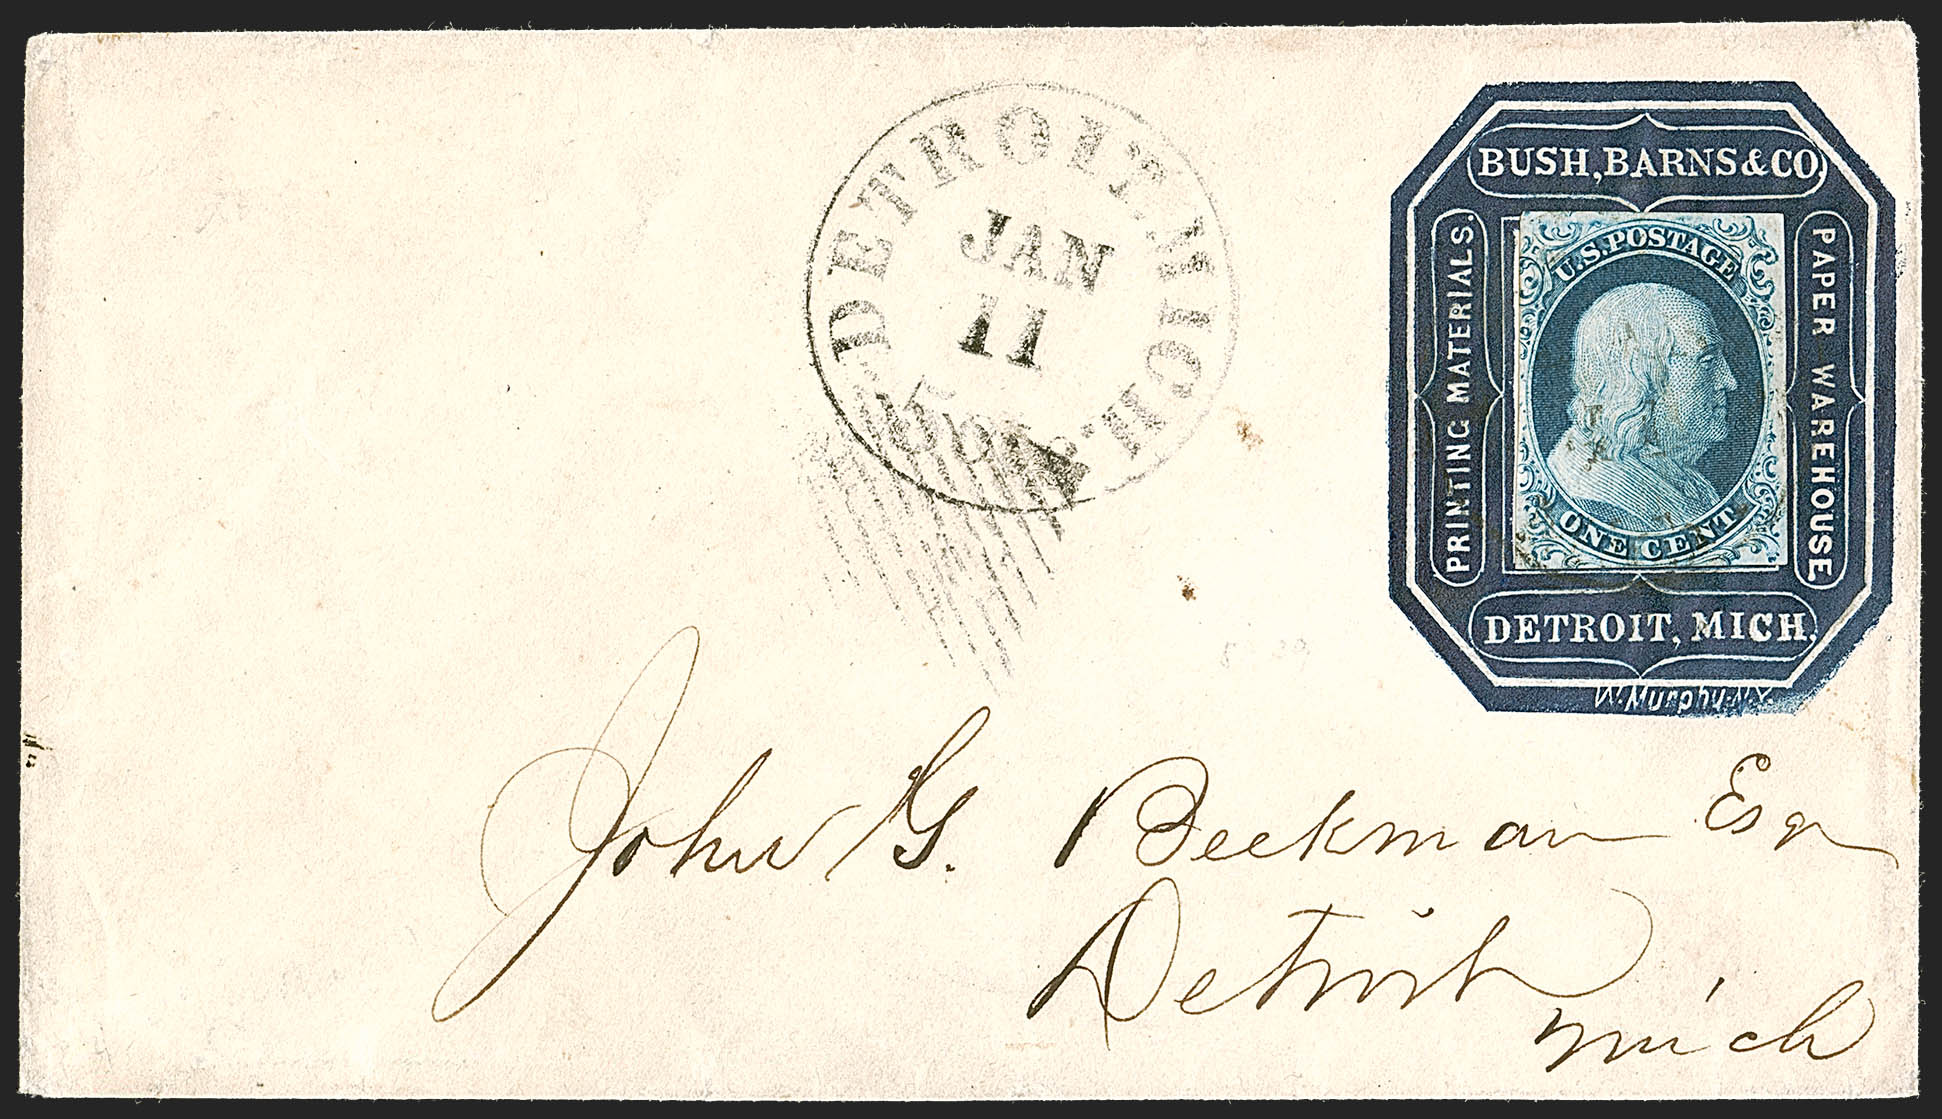 DETROIT. MICH.
JAN
11
BUSH, BARNS & CO,
PRINTING MATERIALS.
U.S. POSTAGE
ONE CENT.
PAPER WAREHOUSE.
DETROIT, MICH.
W. Murphy. N.Y.
John G. Beekman Esqr
Detroit
Mich